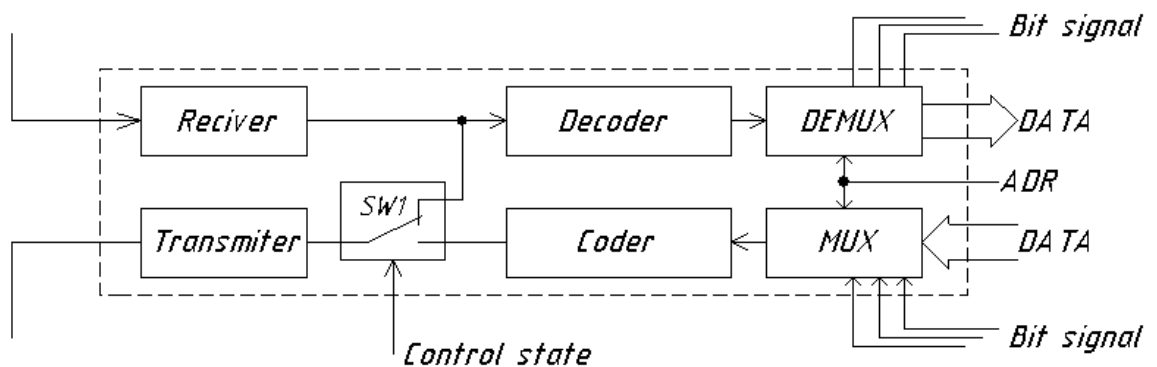 Bit signal
Reciver
Decoder
DEMUX
DATA
ADR
SW1
Transmiter
Coder
MUX
DATA
Bit signal
Control state